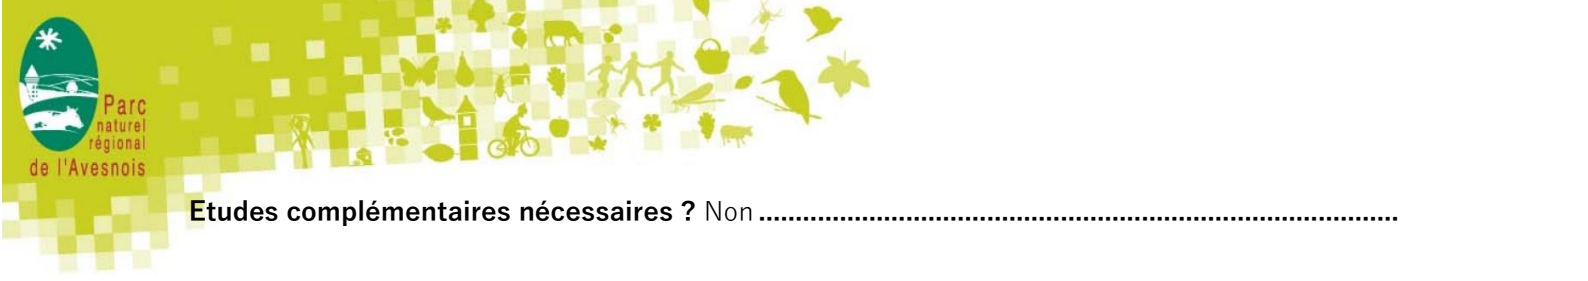 Parc
naturel
régional
de l'Avesnois
Etudes complémentaires nécessaires ? Non .......................................................................................